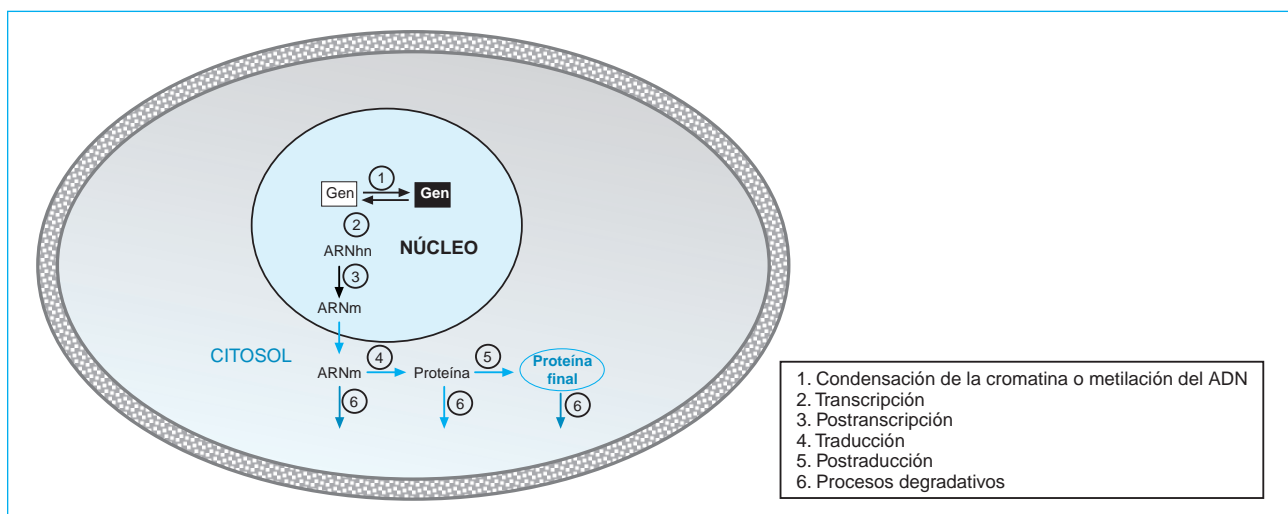 1
Gen
Gen
2
ARNhn
NÚCLEO
3
ARNm
CITOSOL
4
5
ARNm
Proteína
Proteína
final
6
6
6
1. Condensación de la cromatina o metilación del ADN
2. Transcripción
3. Postranscripción
4. Traducción
5. Postraducción
6. Procesos degradativos